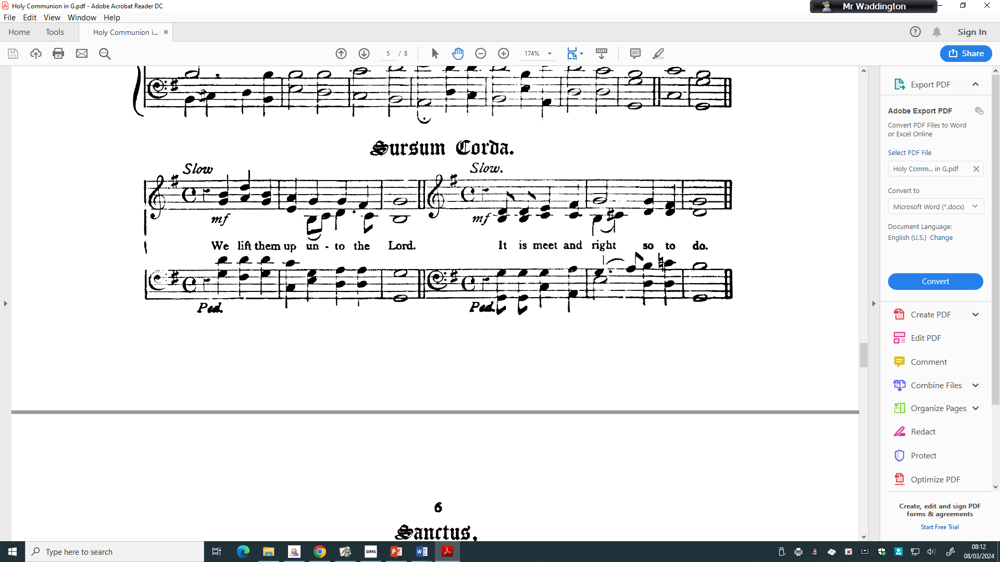 Holy Communion in G.pdf - Adobe Acrobat Reader DC
Mr Waddington
File Edit View Window Help
Home Tools Holy Communion i... × Sign In
5 / 8 174% Share
Sursum Corda.
Slow Slow.
mf mf
We lift them up un - to the Lord. It is meet and right so to do.
Ped. Ped.
6
Sanctus,
Export PDF
Adobe Export PDF
Convert PDF Files to Word
or Excel Online
Select PDF File
Holy Comm... in G.pdf
Convert to
Microsoft Word (*.docx)
Document Language:
English (U.S.) Change
Convert
Create PDF
Edit PDF
Comment
Combine Files
Organize Pages
Redact
Protect
Optimize PDF
Create, edit and sign PDF
forms & agreements
Start Free Trial
Type here to search
SIMS
08:12
08/03/2024